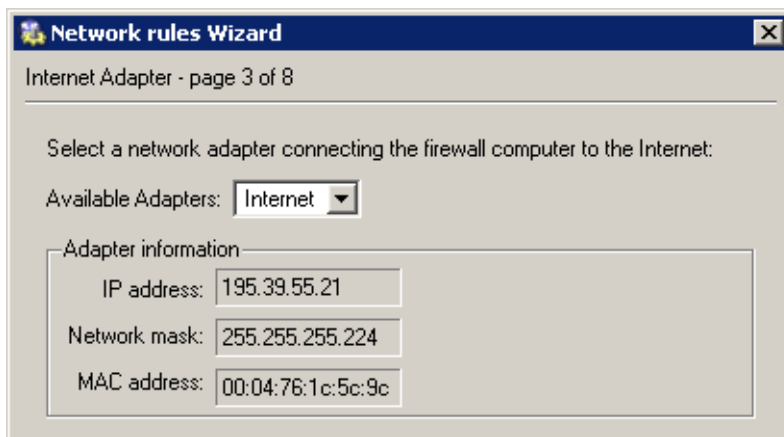 Network rules Wizard
Internet Adapter - page 3 of 8
Select a network adapter connecting the firewall computer to the Internet:
Available Adapters: Internet
Adapter information
IP address: 195.39.55.21
Network mask: 255.255.255.224
MAC address: 00:04:76:1c:5c:9c